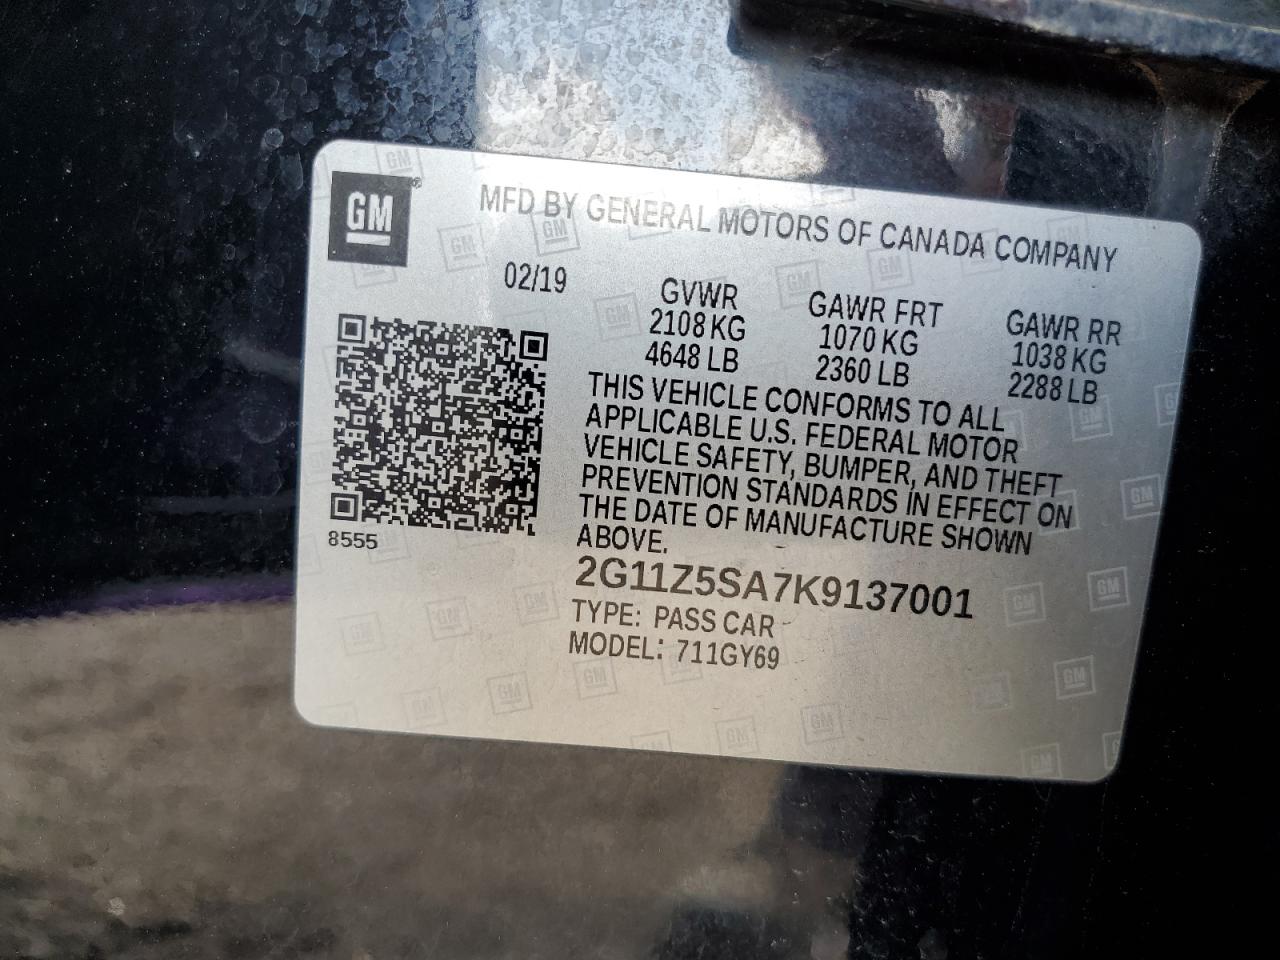 GM
MFD BY GENERAL MOTORS OF CANADA COMPANY
02/19
GVWR
2108 KG
4648 LB
GAWR FRT
1070 KG
2360 LB
GAWR RR
1038 KG
2288 LB
THIS VEHICLE CONFORMS TO ALL
APPLICABLE U.S. FEDERAL MOTOR
VEHICLE SAFETY, BUMPER, AND THEFT
PREVENTION STANDARDS IN EFFECT ON
THE DATE OF MANUFACTURE SHOWN
ABOVE.
8555
2G11Z5SA7K9137001
TYPE: PASS CAR
MODEL: 711GY69